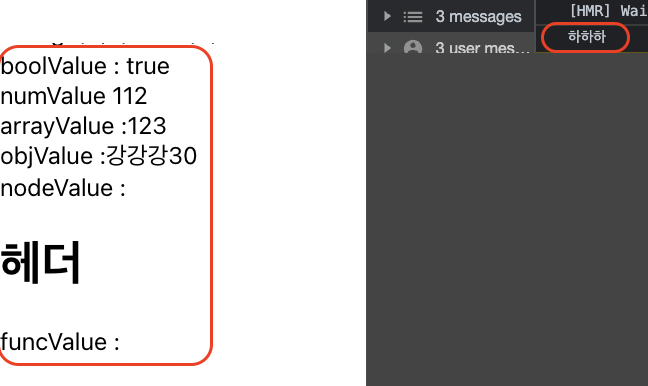 boolValue : true
numValue 112
arrayValue :123
objValue :강강강30
nodeValue :
헤더
funcValue :
3 messages
3 user mes...
[HMR] Wai
하하하